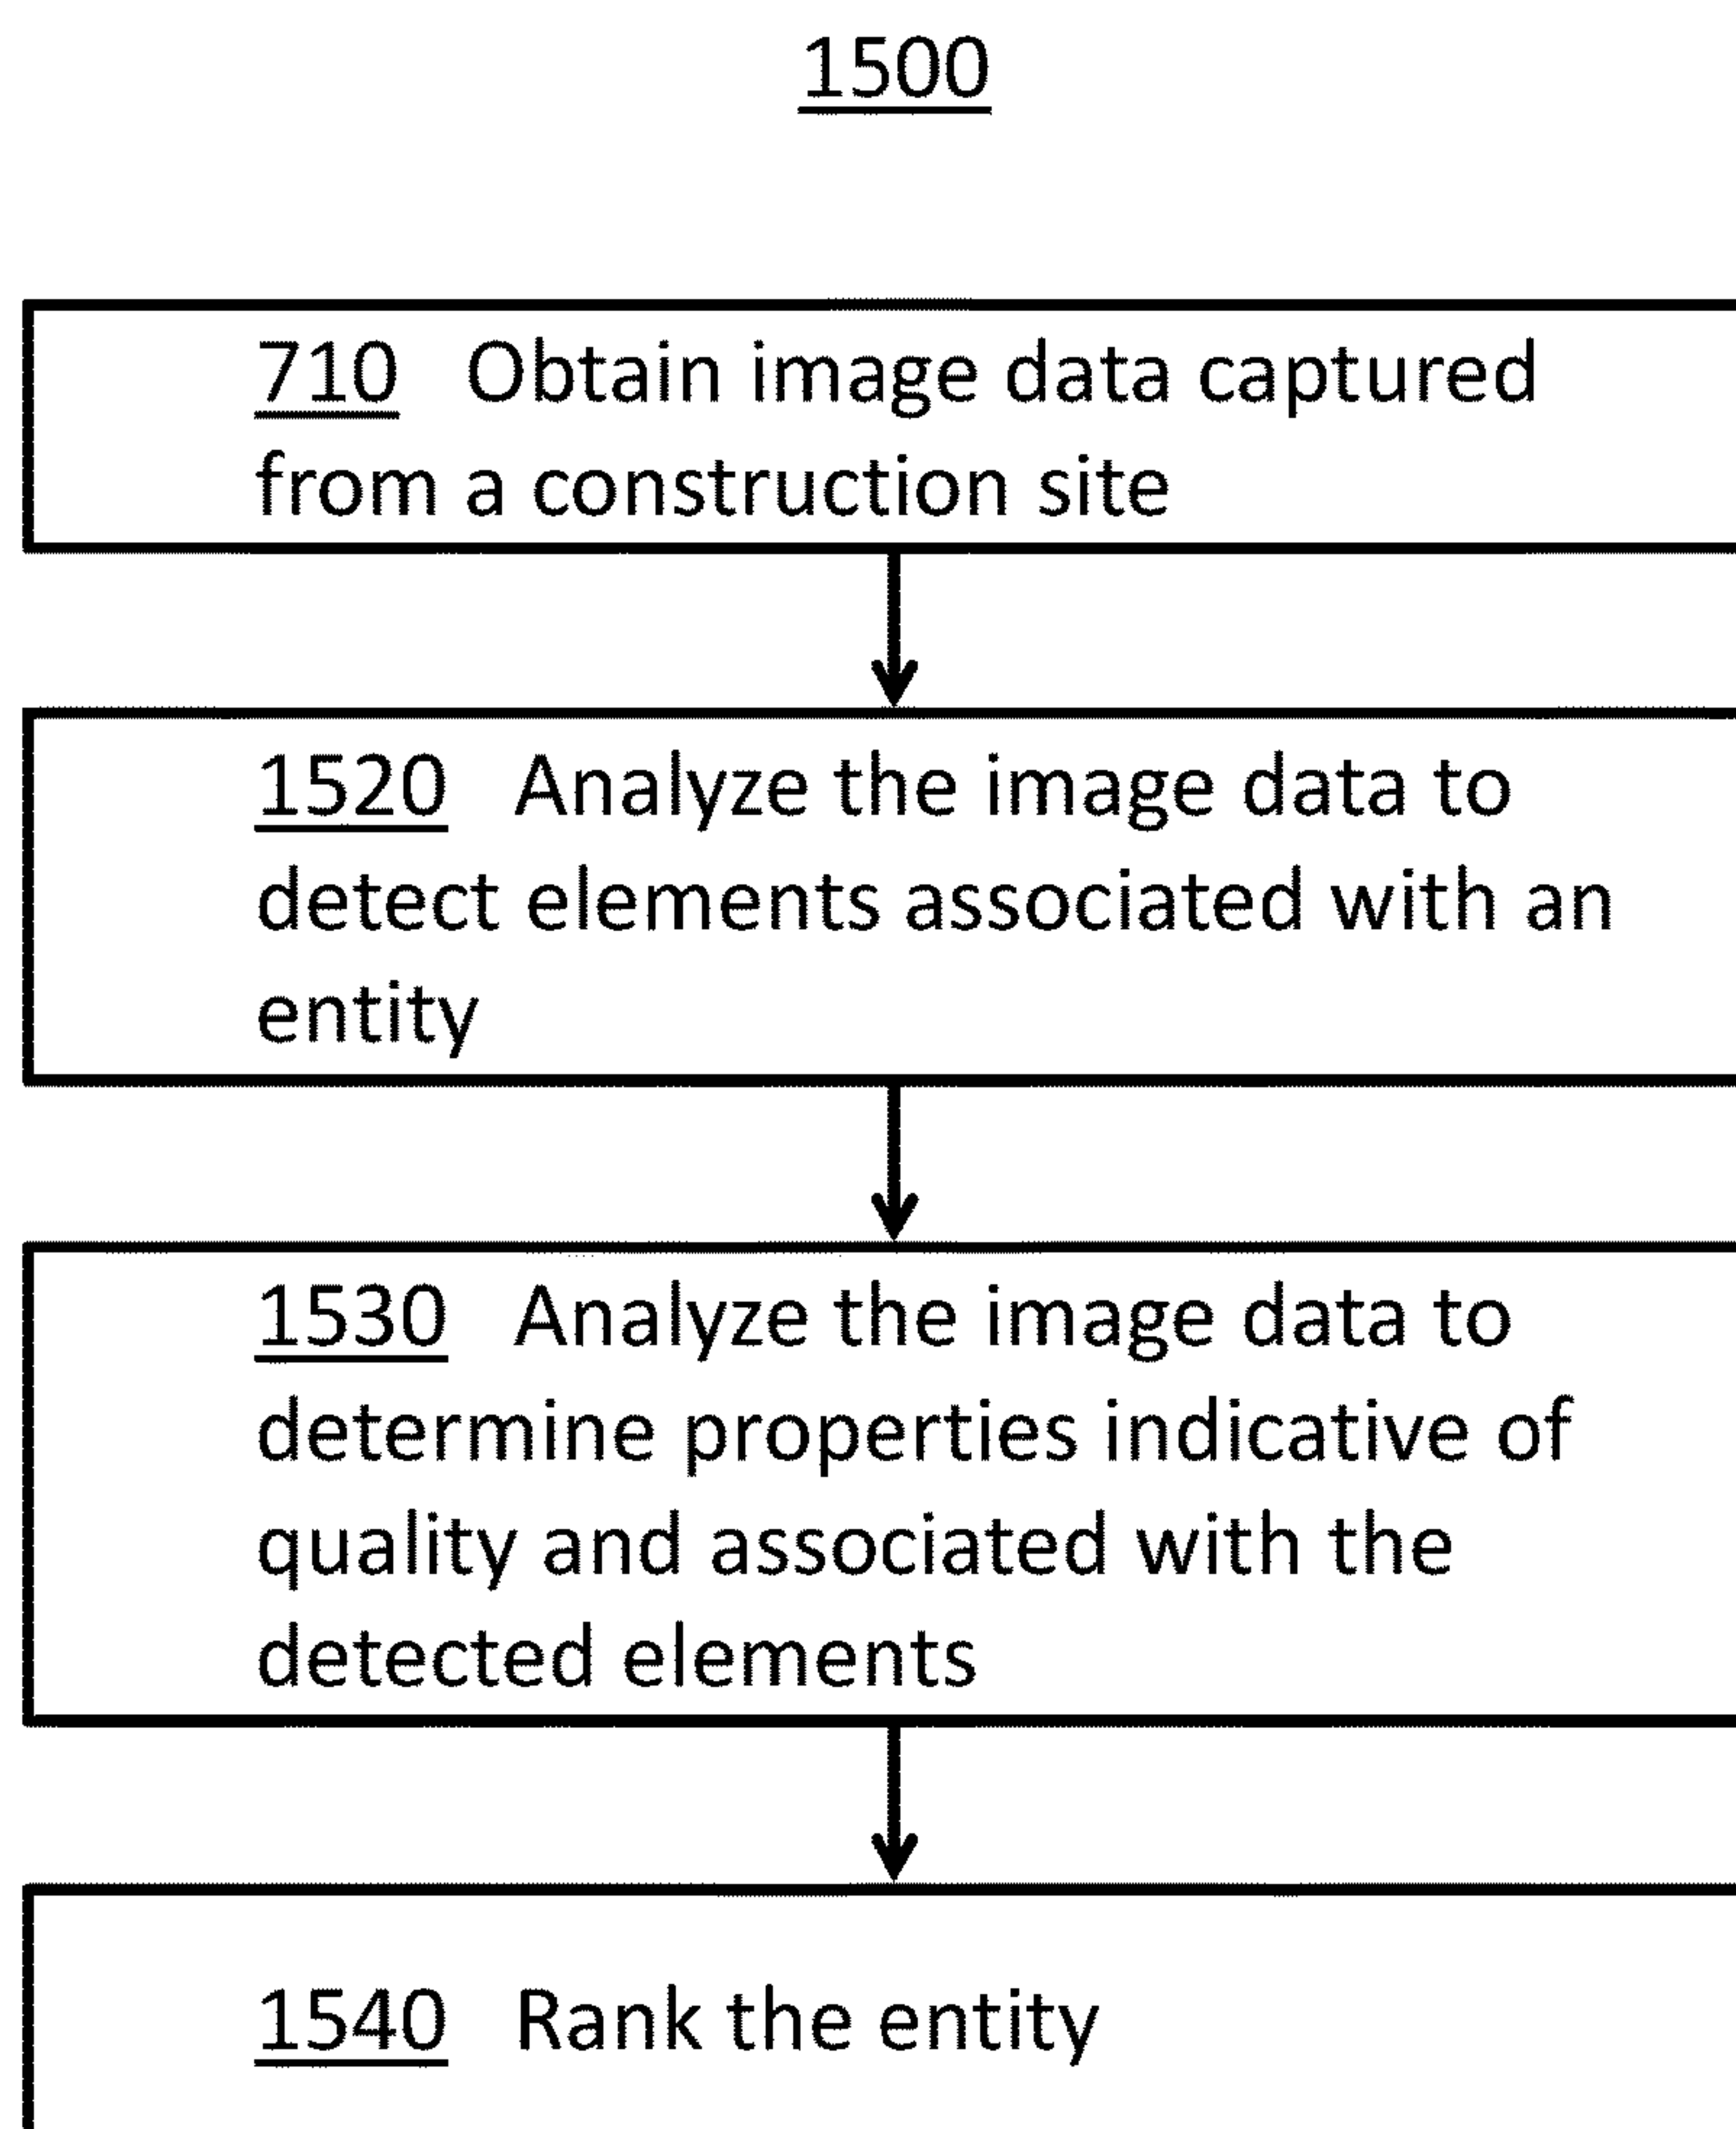 1500
710 Obtain image data captured
from a construction site
1520 Analyze the image data to
detect elements associated with an
entity
1530 Analyze the image data to
determine properties indicative of
quality and associated with the
detected elements
1540 Rank the entity